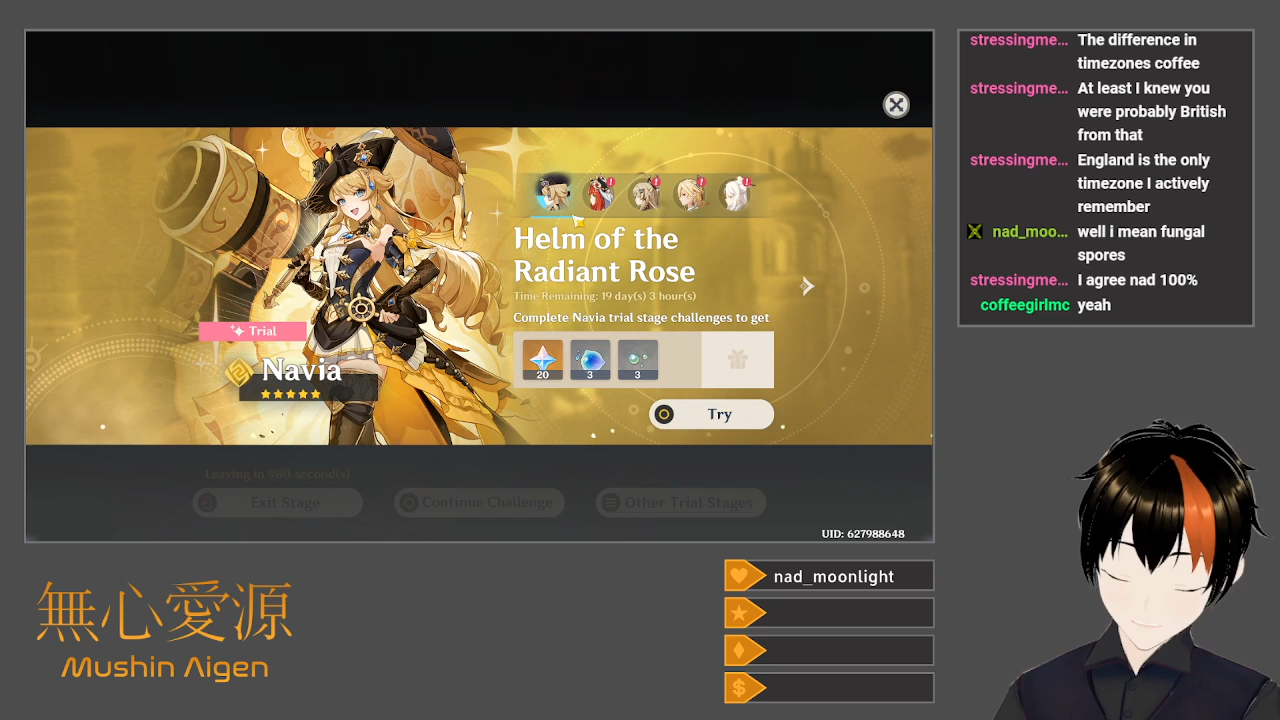 Helm of the
Radiant Rose
Time Remaining: 19 day(s) 3 hour(s)
Complete Navia trial stage challenges to get
20
3
3
Try
Trial
Navia
Leaving in 980 second(s)
Exit Stage
Continue Challenge
Other Trial Stages
UID: 627988648
stressingme... The difference in
timezones coffee
stressingme... At least I knew you
were probably British
from that
stressingme... England is the only
timezone I actively
remember
nad_moo... well i mean fungal
spores
stressingme... I agree nad 100%
coffeegirlmc yeah
無心愛源
Mushin Aigen
nad_moonlight